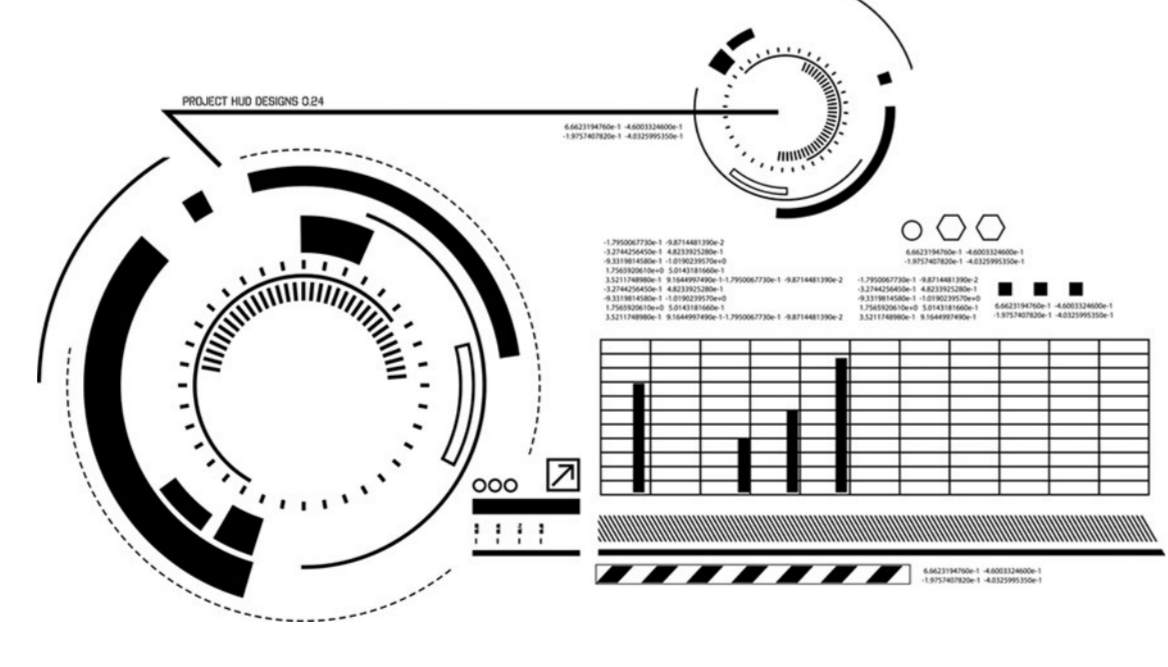 PROJECT HUD DESIGNS 0.24
6.6623194760e-1 -4.6003324600e-1
-1.9757407820e-1 -4.0325995350e-1
6.6623194760e-1 -4.6003324600e-1
-1.9757407820e-1 -4.0325995350e-1
-1.7950067730e-1 -9.8714481390e-2
-3.2744256450e-1 4.8233925280e-1
-9.3319814580e-1 -1.0190239570e+0
1.7565920610e+0 5.0143181660e-1
3.5211748980e-1 9.1644997490e-1-1.7950067730e-1 -9.8714481390e-2
-3.2744256450e-1 4.8233925280e-1
-9.3319814580e-1 -1.0190239570e+0
1.7565920610e+0 5.0143181660e-1
3.5211748980e-1 9.1644997490e-1-1.7950067730e-1 -9.8714481390e-2
-1.7950067730e-1 -9.8714481390e-2
-3.2744256450e-1 4.8233925280e-1
-9.3319814580e-1 -1.0190239570e+0
1.7565920610e+0 5.0143181660e-1
3.5211748980e-1 9.1644997490e-1
6.6623194760e-1 -4.6003324600e-1
-1.9757407820e-1 -4.0325995350e-1
6.6623194760e-1 -4.6003324600e-1
-1.9757407820e-1 -4.0325995350e-1